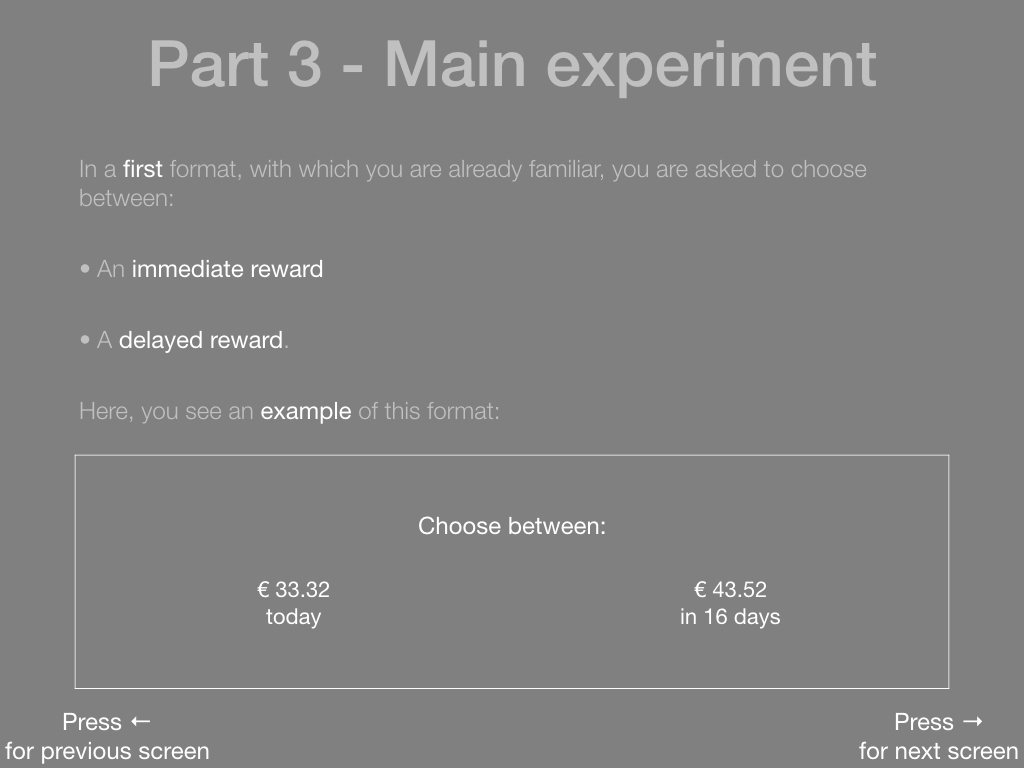 Part 3 - Main experiment
In a first format, with which you are already familiar, you are asked to choose
between:
• An immediate reward
• A delayed reward.
Here, you see an example of this format:
Choose between:
€ 33.32
today
€ 43.52
in 16 days
Press ←
for previous screen
Press →
for next screen